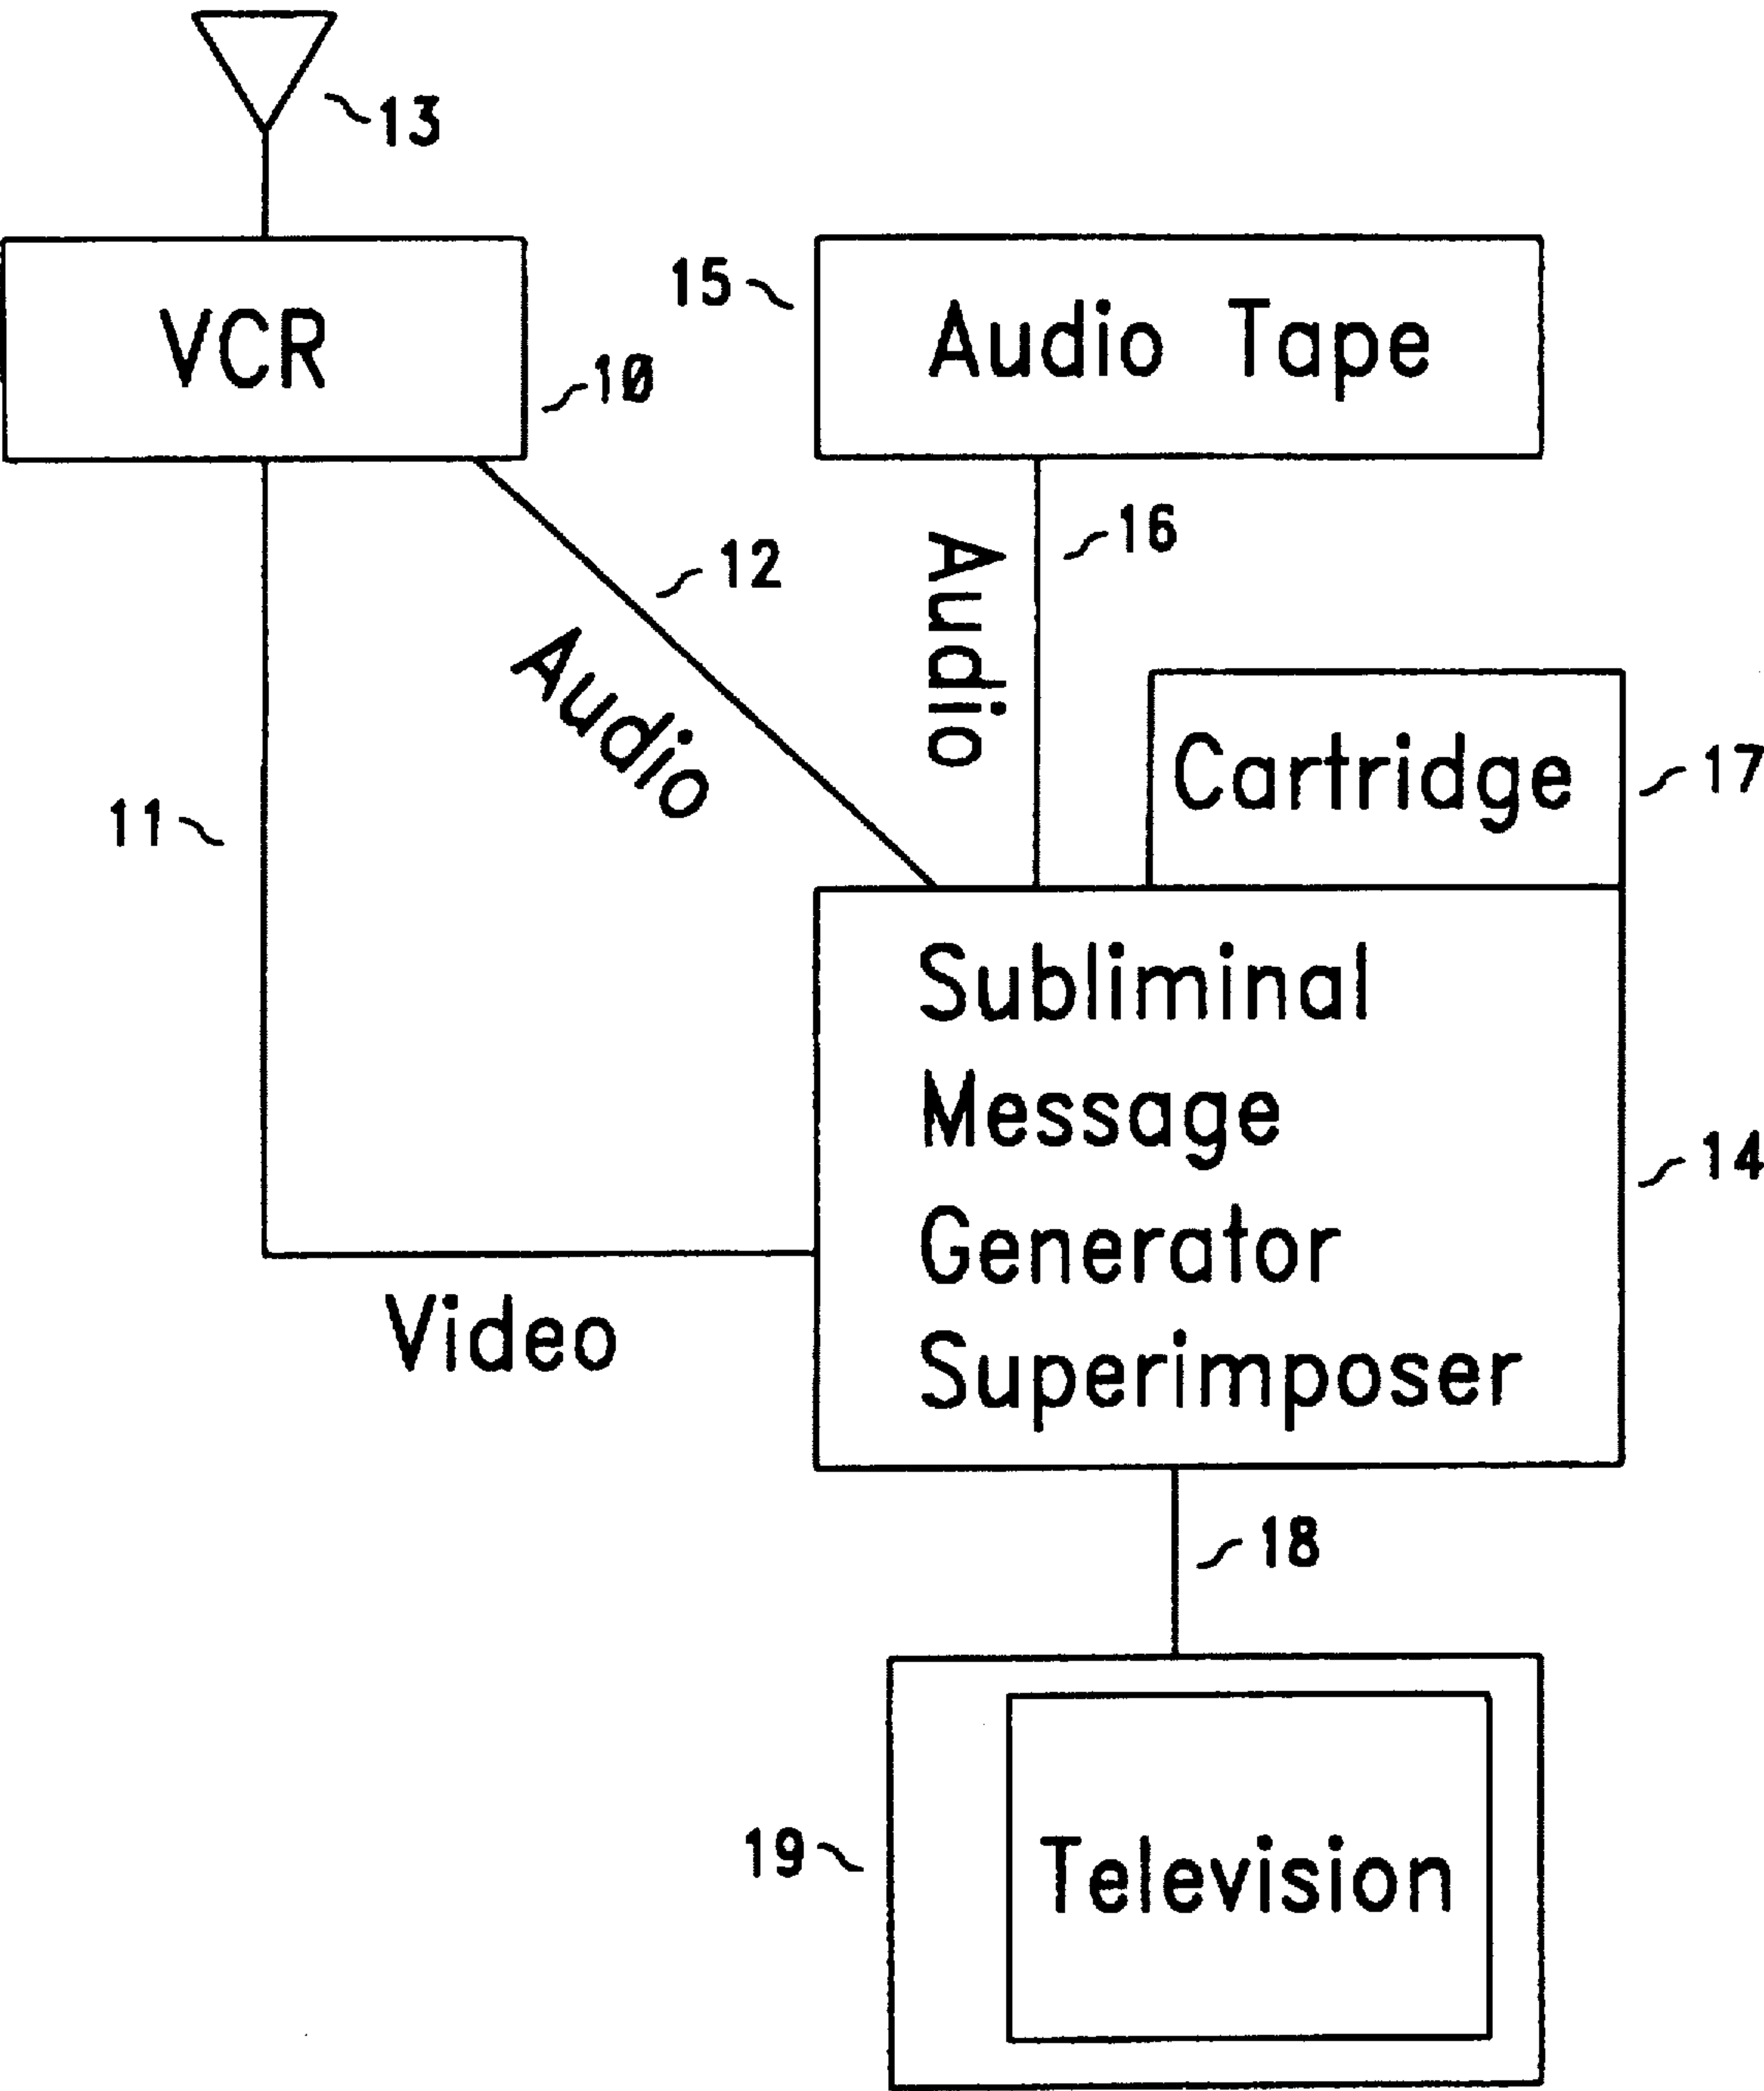 13
VCR
10
15
Audio Tape
16
12
Audio
Audio
Cartridge
17
11
Subliminal
Message
Generator
Superimposer
14
Video
18
19
Television